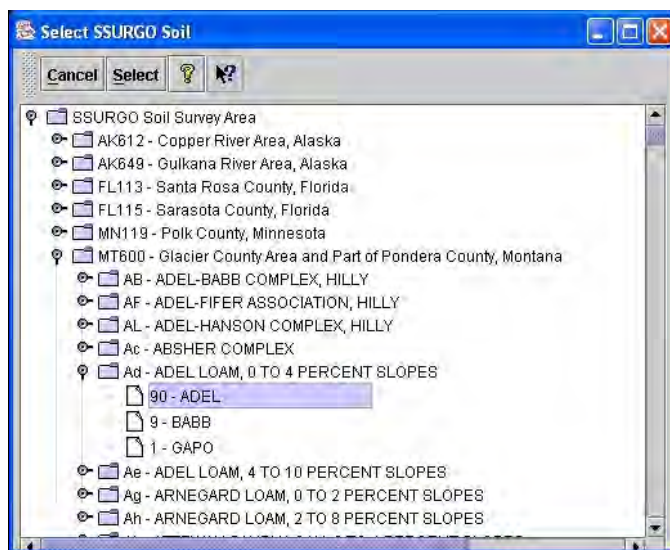 Select SSURGO Soil
Cancel Select
SSURGO Soil Survey Area
AK612 - Copper River Area, Alaska
AK649 - Gulkana River Area, Alaska
FL113 - Santa Rosa County, Florida
FL115 - Sarasota County, Florida
MN119 - Polk County, Minnesota
MT600 - Glacier County Area and Part of Pondera County, Montana
AB - ADEL-BABB COMPLEX, HILLY
AF - ADEL-FIFER ASSOCIATION, HILLY
AL - ADEL-HANSON COMPLEX, HILLY
Ac - ABSHER COMPLEX
Ad - ADEL LOAM, 0 TO 4 PERCENT SLOPES
90 - ADEL
9 - BABB
1 - GAPO
Ae - ADEL LOAM, 4 TO 10 PERCENT SLOPES
Ag - ARNEGARD LOAM, 0 TO 2 PERCENT SLOPES
Ah - ARNEGARD LOAM, 2 TO 8 PERCENT SLOPES